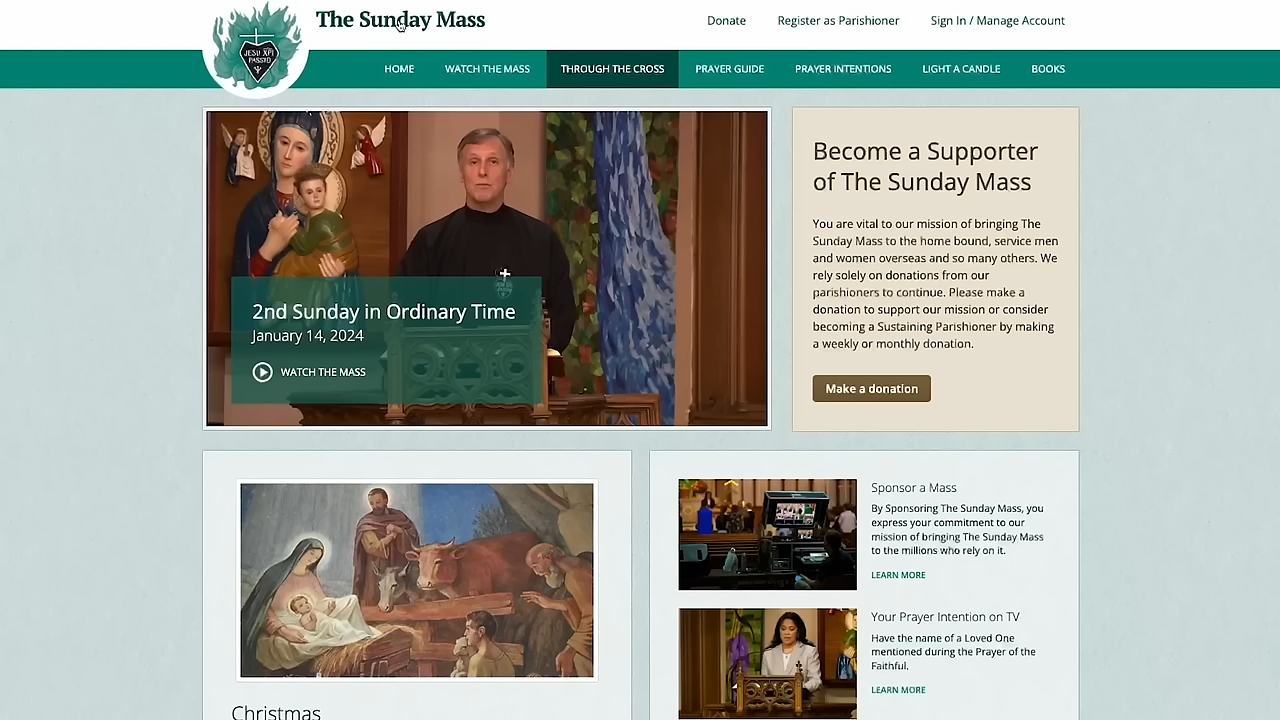 The Sunday Mass
Donate
Register as Parishioner
Sign In / Manage Account
JESU XPI
PASSIO
HOME
WATCH THE MASS
THROUGH THE CROSS
PRAYER GUIDE
PRAYER INTENTIONS
LIGHT A CANDLE
BOOKS
2nd Sunday in Ordinary Time
January 14, 2024
WATCH THE MASS
Become a Supporter
of The Sunday Mass
You are vital to our mission of bringing The
Sunday Mass to the home bound, service men
and women overseas and so many others. We
rely solely on donations from our
parishioners to continue. Please make a
donation to support our mission or consider
becoming a Sustaining Parishioner by making
a weekly or monthly donation.
Make a donation
Christmas
Sponsor a Mass
By Sponsoring The Sunday Mass, you
express your commitment to our
mission of bringing The Sunday Mass
to the millions who rely on it.
LEARN MORE
Your Prayer Intention on TV
Have the name of a Loved One
mentioned during the Prayer of the
Faithful.
LEARN MORE